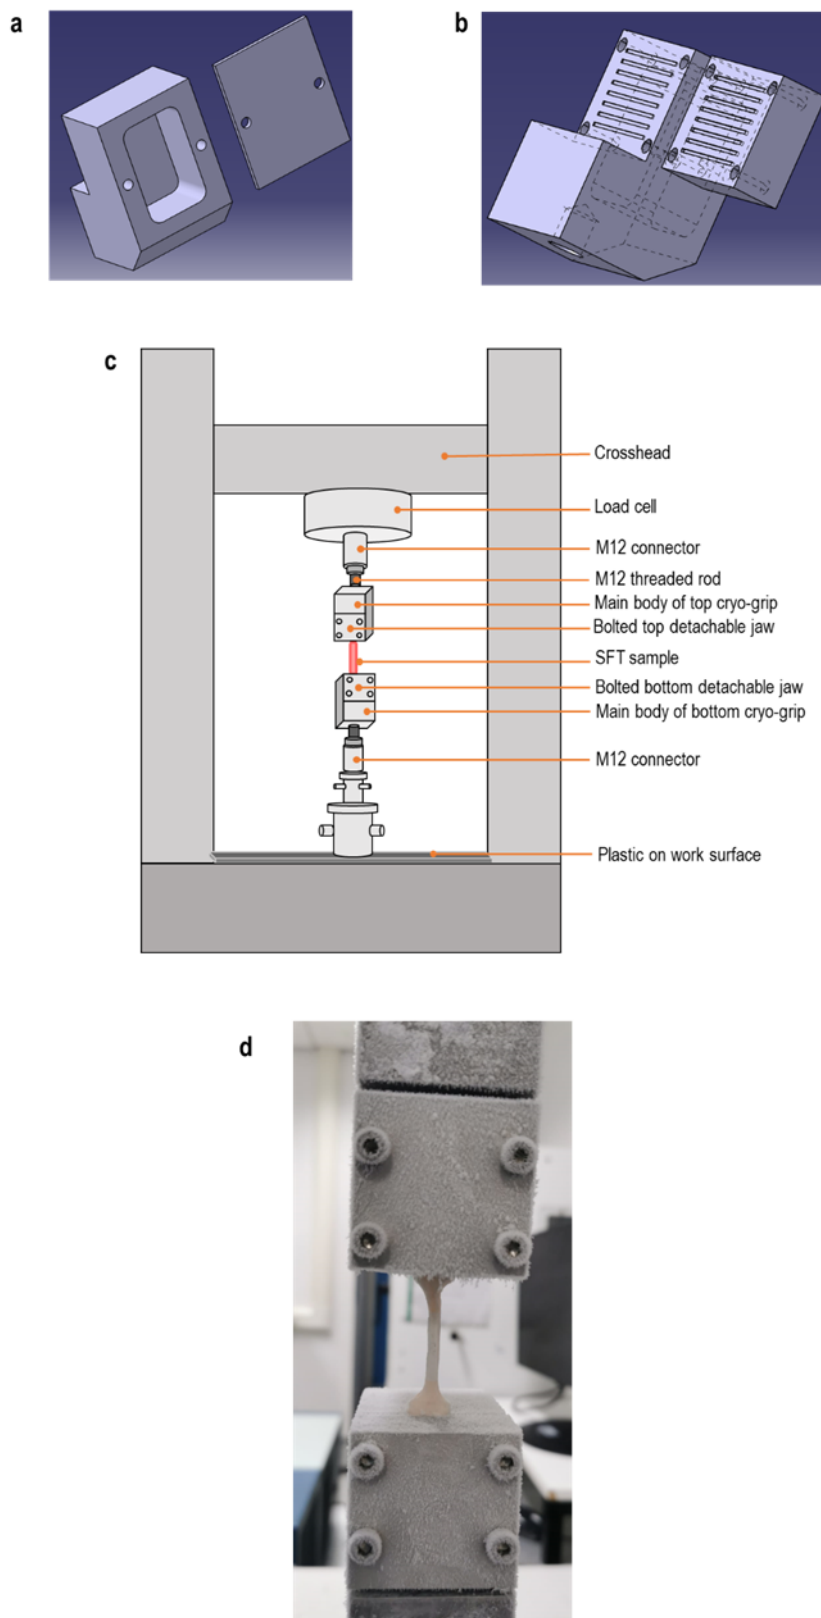 a
b
c
Crosshead
Load cell
M12 connector
M12 threaded rod
Main body of top cryo-grip
Bolted top detachable jaw
SFT sample
Bolted bottom detachable jaw
Main body of bottom cryo-grip
M12 connector
Plastic on work surface
d